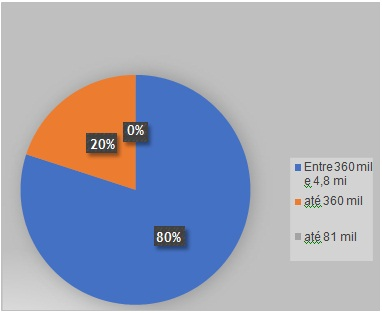 0%
20%
80%
Entre 360 mil
e 4,8 mi
até 360 mil
até 81 mil